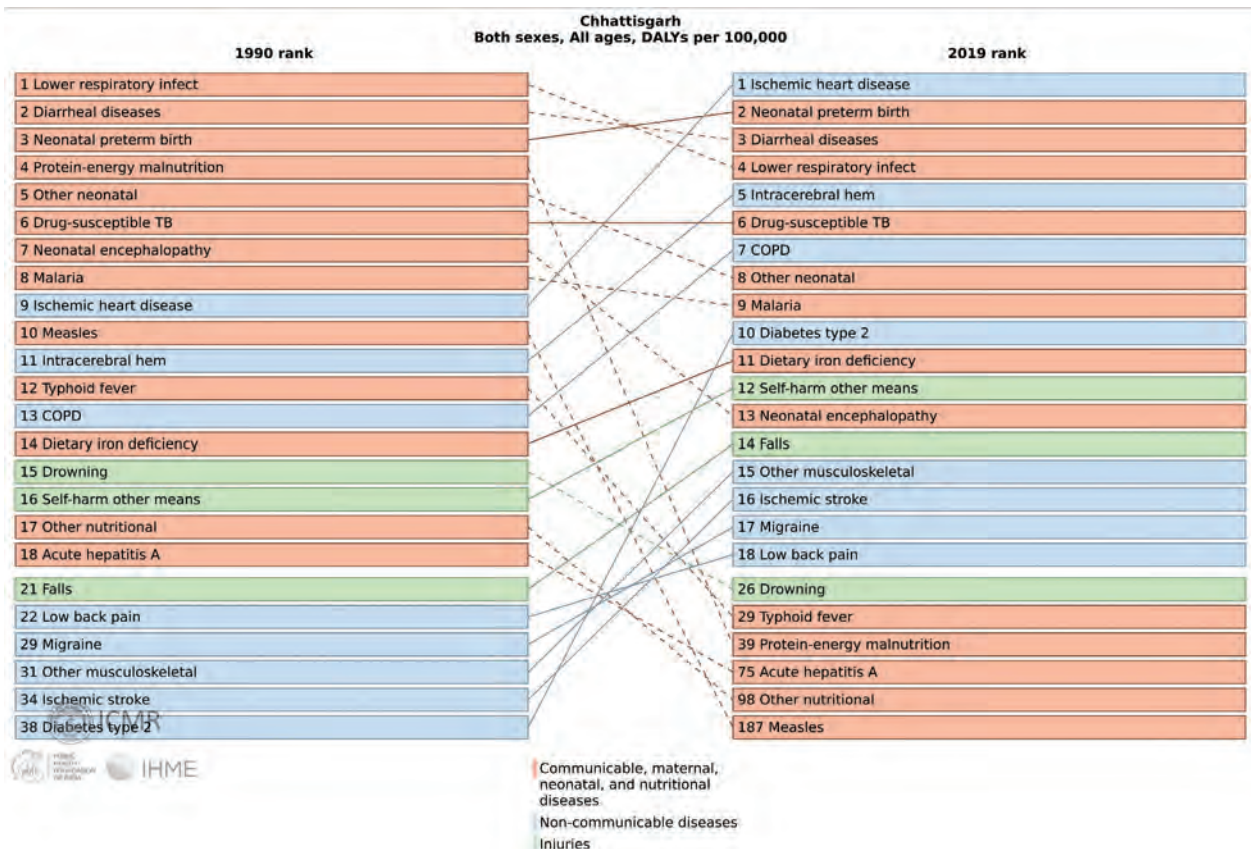 Chhattisgarh
Both sexes, All ages, DALYs per 100,000
1990 rank
1 Lower respiratory infect
2 Diarrheal diseases
3 Neonatal preterm birth
4 Protein-energy malnutrition
5 Other neonatal
6 Drug-susceptible TB
7 Neonatal encephalopathy
8 Malaria
9 Ischemic heart disease
10 Measles
11 Intracerebral hem
12 Typhoid fever
13 COPD
14 Dietary iron deficiency
15 Drowning
16 Self-harm other means
17 Other nutritional
18 Acute hepatitis A
21 Falls
22 Low back pain
29 Migraine
31 Other musculoskeletal
34 Ischemic stroke
38 Diabetes type 2
2019 rank
1 Ischemic heart disease
2 Neonatal preterm birth
3 Diarrheal diseases
4 Lower respiratory infect
5 Intracerebral hem
6 Drug-susceptible TB
7 COPD
8 Other neonatal
9 Malaria
10 Diabetes type 2
11 Dietary iron deficiency
12 Self-harm other means
13 Neonatal encephalopathy
14 Falls
15 Other musculoskeletal
16 Ischemic stroke
17 Migraine
18 Low back pain
26 Drowning
29 Typhoid fever
39 Protein-energy malnutrition
75 Acute hepatitis A
98 Other nutritional
187 Measles
ICMR
PUBLIC
HEALTH
FOUNDATION
OF INDIA
IHME
Communicable, maternal,
neonatal, and nutritional
diseases
Non-communicable diseases
Injuries